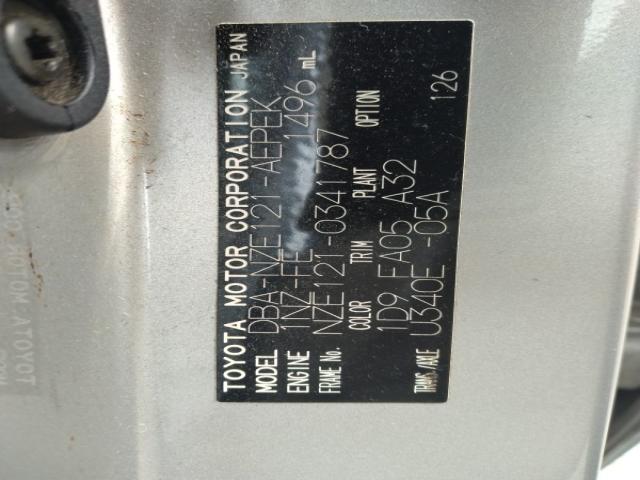 TOYOTA MOTOR CORPORATION JAPAN
MODEL DBA-NZE121-AEPEK
ENGINE 1NZ-FE 1496 mL
FRAME No. NZE121-0341787
COLOR TRIM PLANT OPTION
1D9 FA05 A32
TRANS/AXLE U340E -05A 126